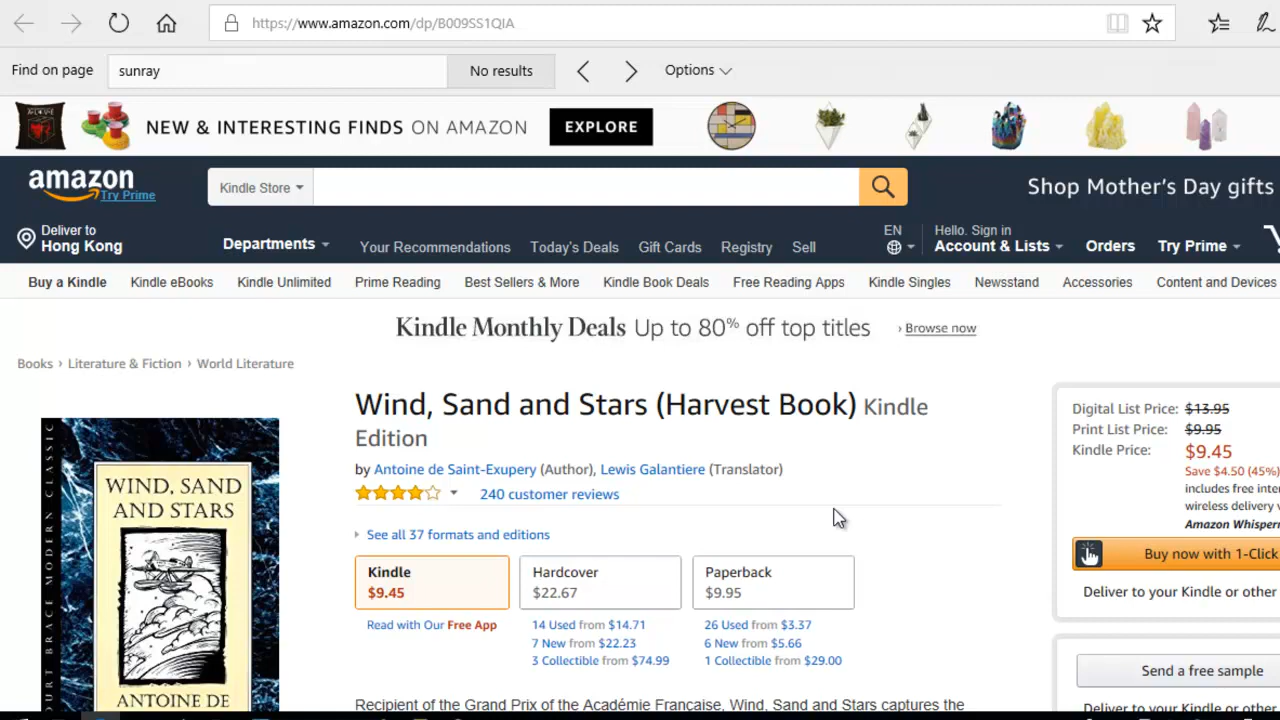 https://www.amazon.com/dp/B009SS1QIA
Find on page sunray No results Options
NEW & INTERESTING FINDS ON AMAZON EXPLORE
amazon Try Prime Kindle Store Shop Mother's Day gifts
Deliver to
Hong Kong
Departments Your Recommendations Today's Deals Gift Cards Registry Sell EN Hello. Sign in
Account & Lists Orders Try Prime
Buy a Kindle Kindle eBooks Kindle Unlimited Prime Reading Best Sellers & More Kindle Book Deals Free Reading Apps Kindle Singles Newsstand Accessories Content and Devices
Kindle Monthly Deals Up to 80% off top titles › Browse now
Books › Literature & Fiction › World Literature
Wind, Sand and Stars (Harvest Book) Kindle
Edition
by Antoine de Saint-Exupery (Author), Lewis Galantiere (Translator)
240 customer reviews
See all 37 formats and editions
Kindle
$9.45
Read with Our Free App
Hardcover
$22.67
14 Used from $14.71
7 New from $22.23
3 Collectible from $74.99
Paperback
$9.95
26 Used from $3.37
6 New from $5.66
1 Collectible from $29.00
Recipient of the Grand Prix of the Académie Française, Wind, Sand and Stars captures the
WIND, SAND
AND STARS
ANTOINE DE
COURT BRACE MODERN CLASSIC
Digital List Price: $13.95
Print List Price: $9.95
Kindle Price: $9.45
Save $4.50 (45%)
includes free
wireless delivery
Amazon
Buy now with 1-Click
Deliver to your Kindle or other
Send a free sample
Deliver to your Kindle or other